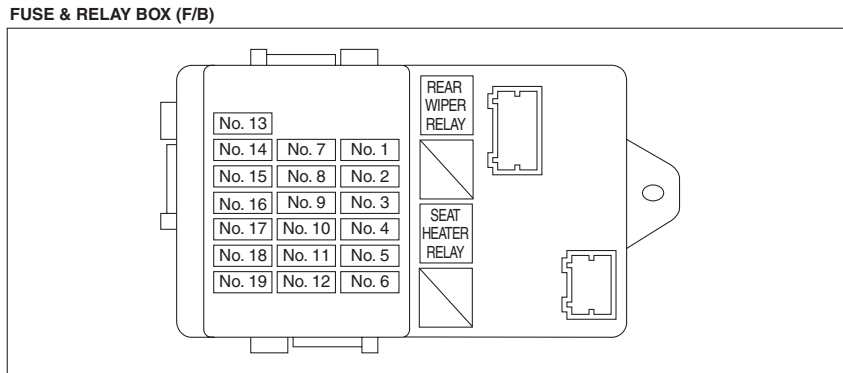 FUSE & RELAY BOX (F/B)
REAR
WIPER
RELAY
No. 13
No. 14 No. 7 No. 1
No. 15 No. 8 No. 2
No. 16 No. 9 No. 3
No. 17 No. 10 No. 4
No. 18 No. 11 No. 5
No. 19 No. 12 No. 6
SEAT
HEATER
RELAY